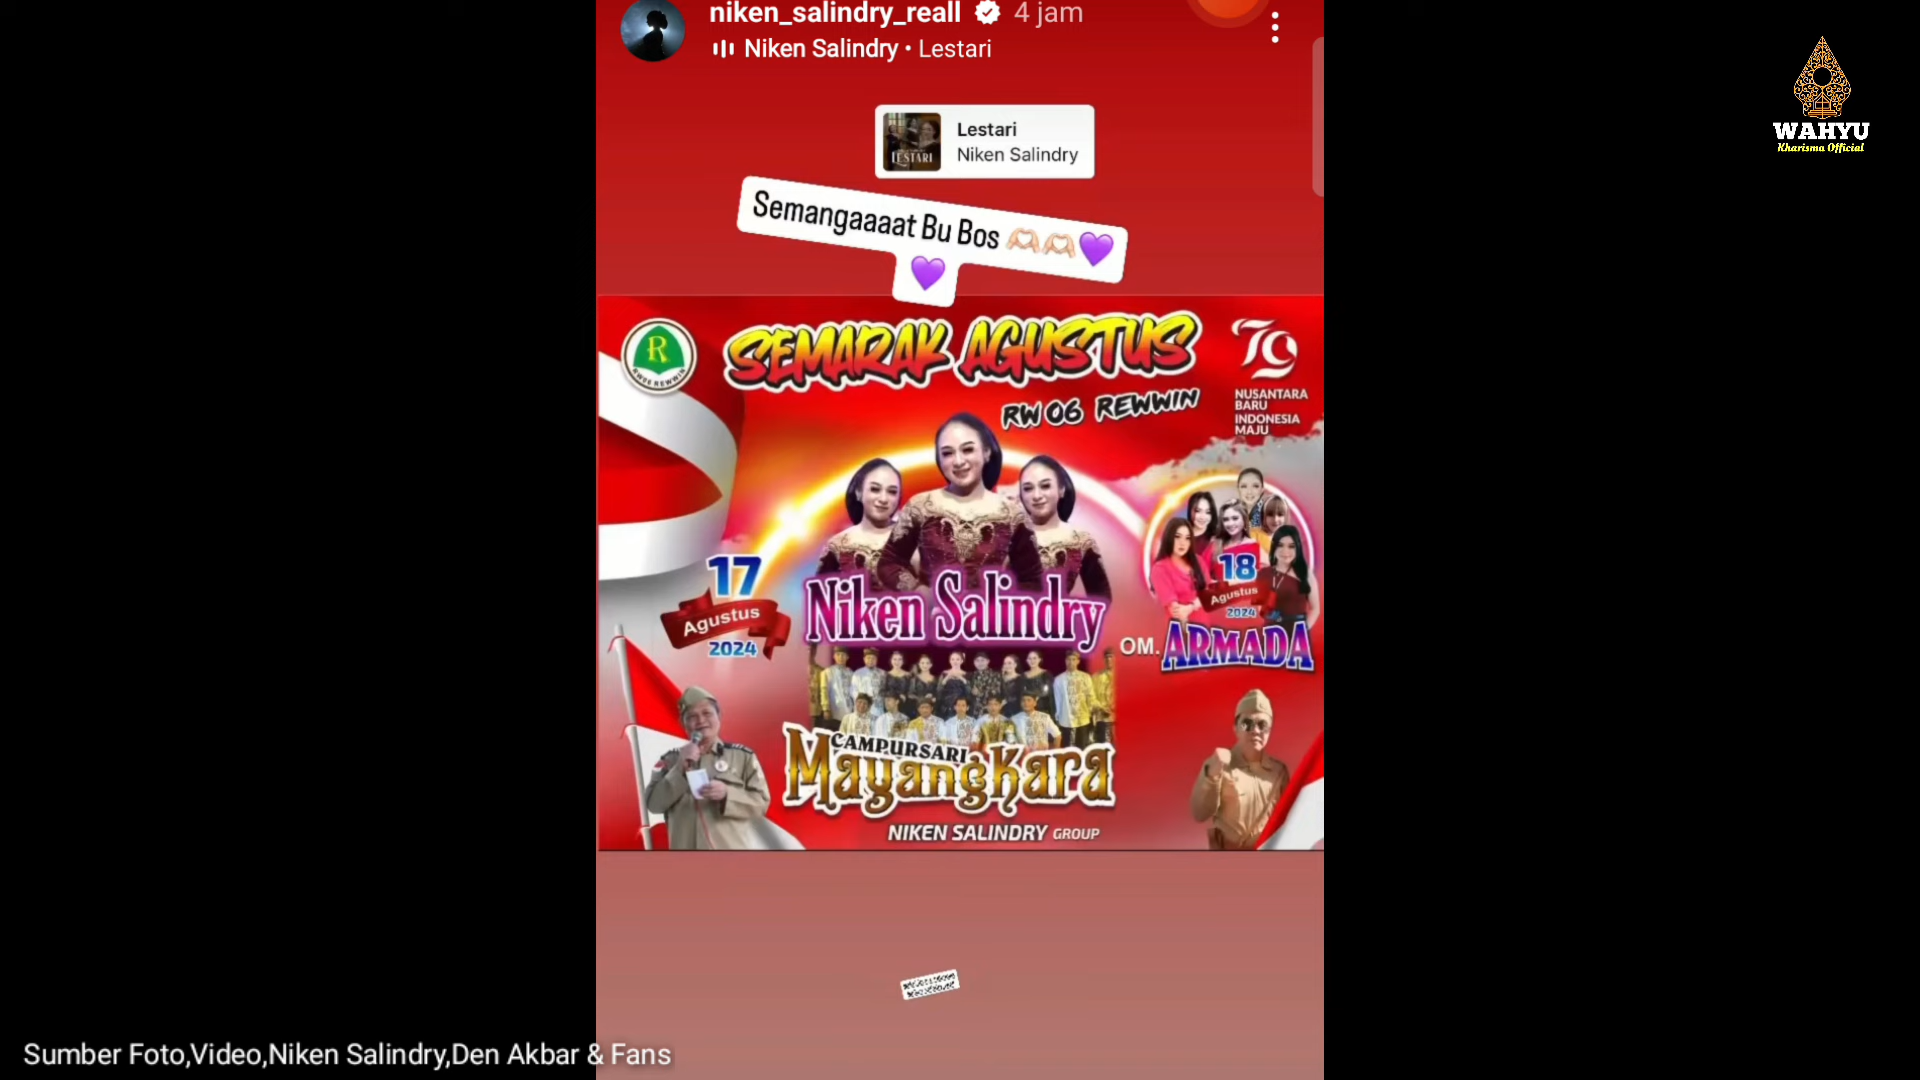 niken_salindry_reall 4 jam
Niken Salindry • Lestari
WAHYU
Kharisma Official
Lestari
Niken Salindry
LESTARI
Semangaaaat Bu Bos 🫶🏻🫶🏻💜
💜
SEMARAK AGUSTUS
RW 06 REWWIN
R
RW06 REWWIN
79
NUSANTARA
BARU
INDONESIA
MAJU
17
Agustus
2024
Niken Salindry
18
Agustus
2024
OM. ARMADA
CAMPURSARI
Mayangkara
NIKEN SALINDRY GROUP
Sumber Foto,Video,Niken Salindry,Den Akbar & Fans